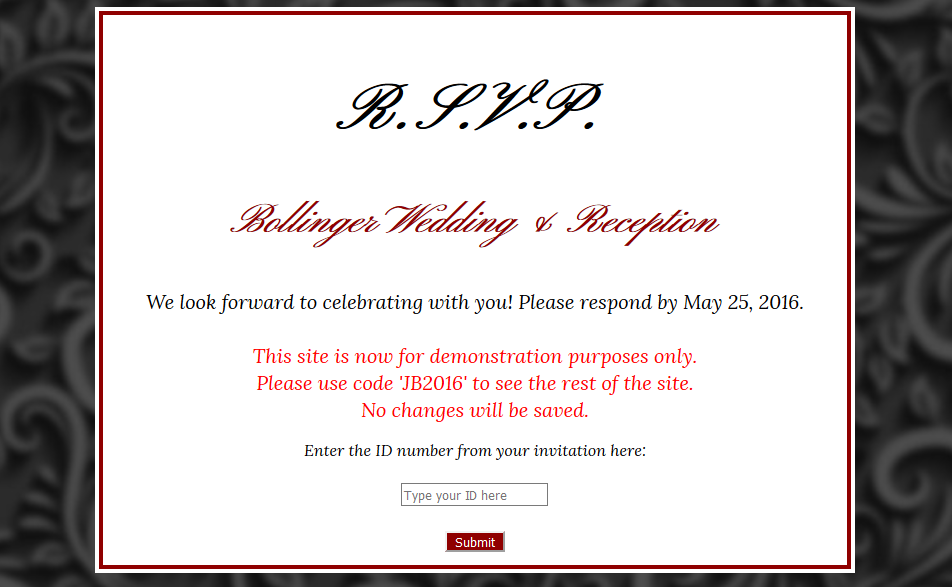 R.S.V.P.
Bollinger Wedding & Reception
We look forward to celebrating with you! Please respond by May 25, 2016.
This site is now for demonstration purposes only.
Please use code 'JB2016' to see the rest of the site.
No changes will be saved.
Enter the ID number from your invitation here:
Type your ID here
Submit